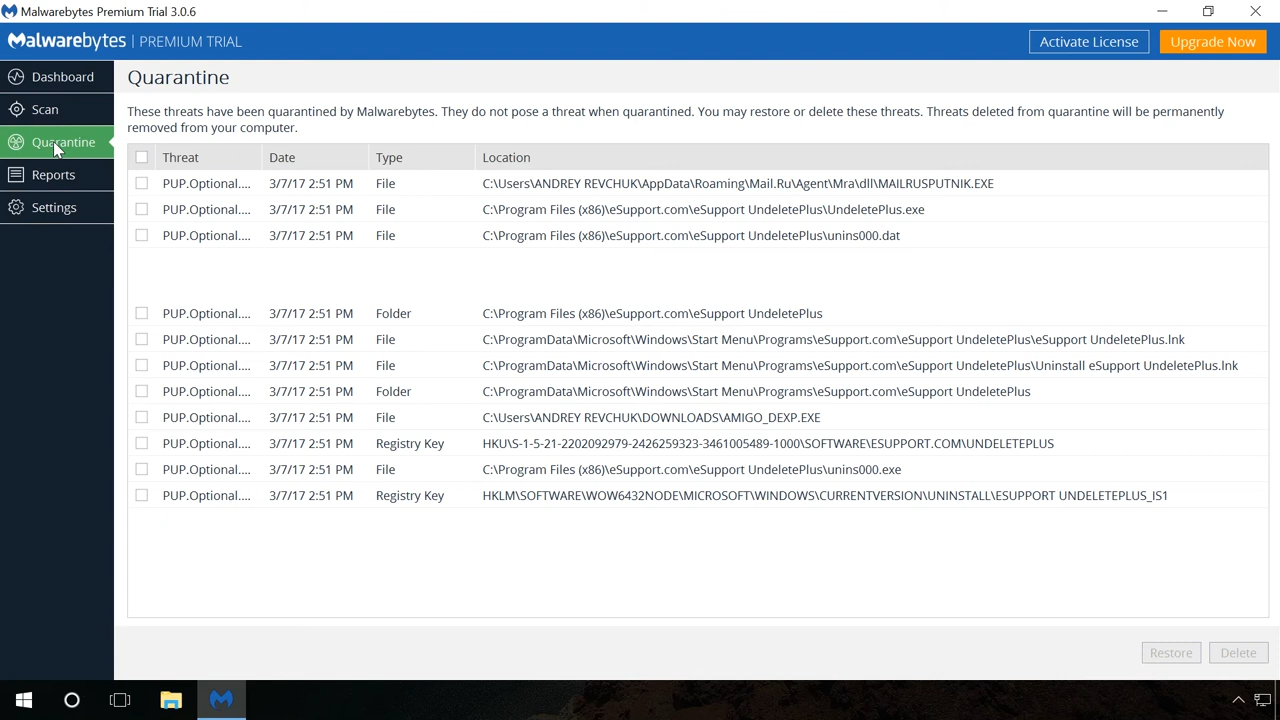 Malwarebytes Premium Trial 3.0.6
Malwarebytes | PREMIUM TRIAL
Activate License
Upgrade Now
Dashboard
Scan
Quarantine
Reports
Settings
Quarantine
These threats have been quarantined by Malwarebytes. They do not pose a threat when quarantined. You may restore or delete these threats. Threats deleted from quarantine will be permanently
removed from your computer.
Threat Date Type Location
PUP.Optional.... 3/7/17 2:51 PM File C:\Users\ANDREY REVCHUK\AppData\Roaming\Mail.Ru\Agent\Mra\dll\MAILRUSPUTNIK.EXE
PUP.Optional.... 3/7/17 2:51 PM File C:\Program Files (x86)\eSupport.com\eSupport UndeletePlus\UndeletePlus.exe
PUP.Optional.... 3/7/17 2:51 PM File C:\Program Files (x86)\eSupport.com\eSupport UndeletePlus\unins000.dat
PUP.Optional.... 3/7/17 2:51 PM Folder C:\Program Files (x86)\eSupport.com\eSupport UndeletePlus
PUP.Optional.... 3/7/17 2:51 PM File C:\ProgramData\Microsoft\Windows\Start Menu\Programs\eSupport.com\eSupport UndeletePlus\eSupport UndeletePlus.lnk
PUP.Optional.... 3/7/17 2:51 PM File C:\ProgramData\Microsoft\Windows\Start Menu\Programs\eSupport.com\eSupport UndeletePlus\Uninstall eSupport UndeletePlus.lnk
PUP.Optional.... 3/7/17 2:51 PM Folder C:\ProgramData\Microsoft\Windows\Start Menu\Programs\eSupport.com\eSupport UndeletePlus
PUP.Optional.... 3/7/17 2:51 PM File C:\Users\ANDREY REVCHUK\DOWNLOADS\AMIGO_DEXP.EXE
PUP.Optional.... 3/7/17 2:51 PM Registry Key HKU\S-1-5-21-2202092979-2426259323-3461005489-1000\SOFTWARE\ESUPPORT.COM\UNDELETEPLUS
PUP.Optional.... 3/7/17 2:51 PM File C:\Program Files (x86)\eSupport.com\eSupport UndeletePlus\unins000.exe
PUP.Optional.... 3/7/17 2:51 PM Registry Key HKLM\SOFTWARE\WOW6432NODE\MICROSOFT\WINDOWS\CURRENTVERSION\UNINSTALL\ESUPPORT UNDELETEPLUS_IS1
Restore
Delete